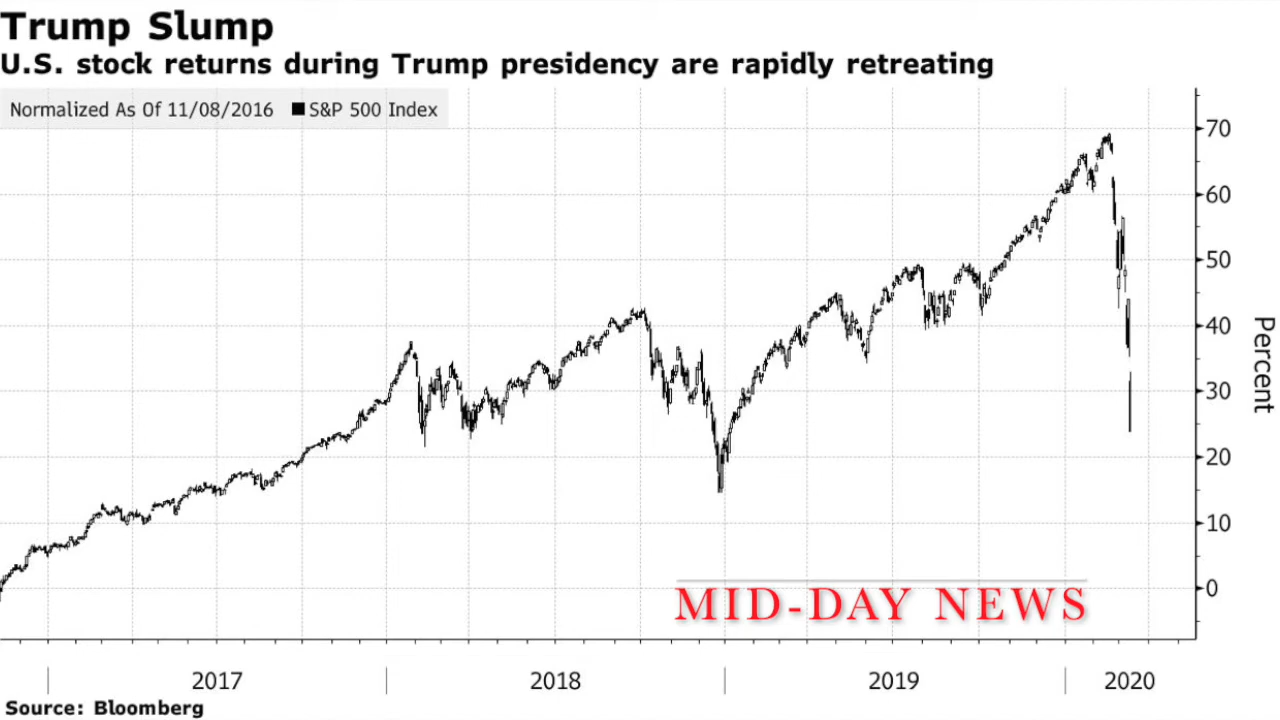 Trump Slump
U.S. stock returns during Trump presidency are rapidly retreating
Normalized As Of 11/08/2016 S&P 500 Index
70
60
50
40
30
20
10
0
Percent
MID-DAY NEWS
2017 2018 2019 2020
Source: Bloomberg